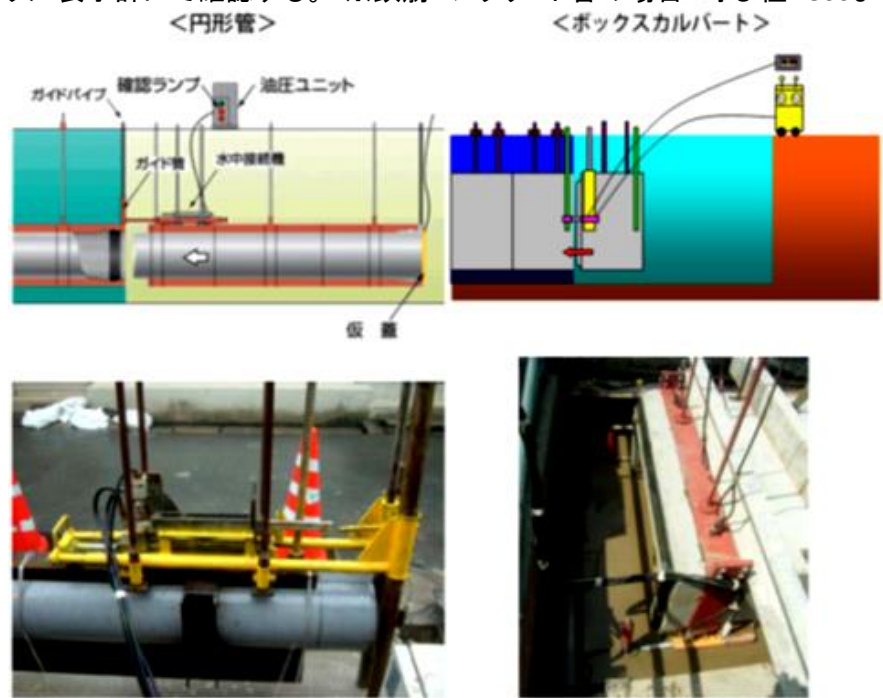 ＜円形管＞
＜ボックスカルバート＞
確認ランプ
油圧ユニット
ガイドパイプ
ガイド管
水中接続機
仮 蓋